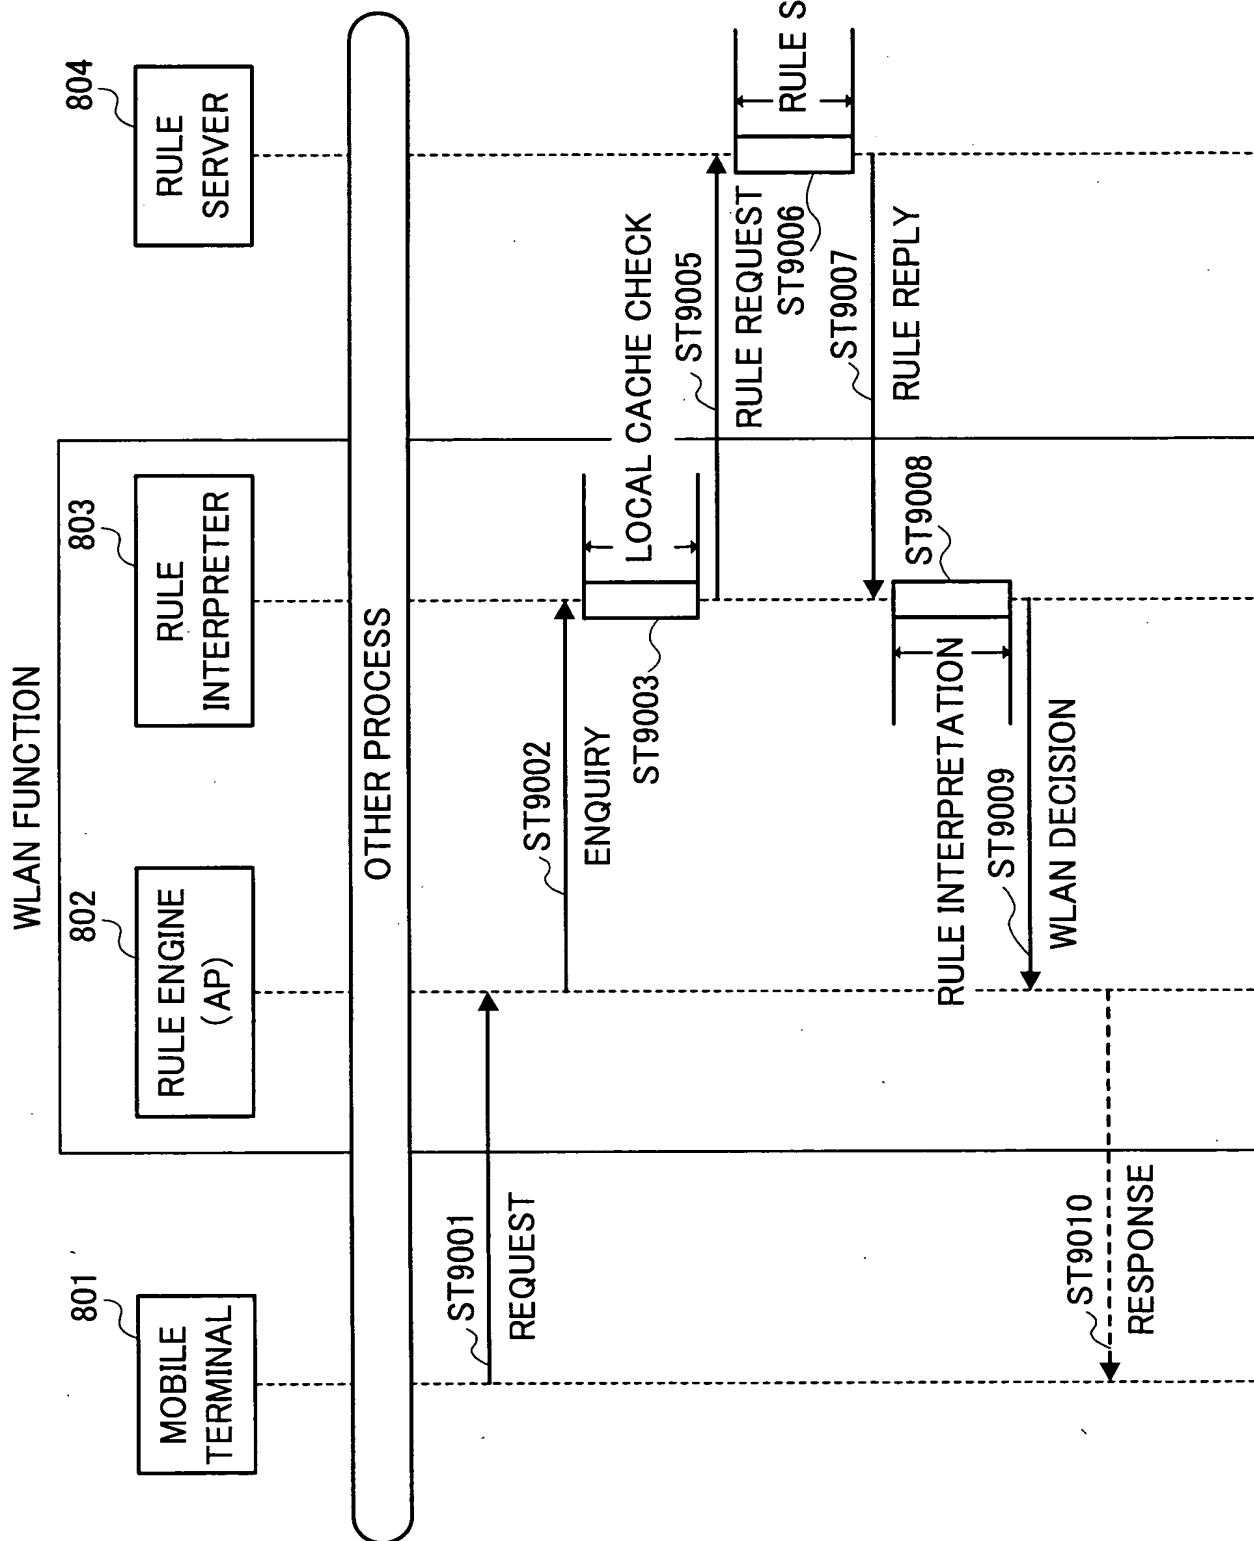 WLAN FUNCTION
801
MOBILE
TERMINAL
802
RULE ENGINE
(AP)
803
RULE
INTERPRETER
804
RULE
SERVER
OTHER PROCESS
ST9001
REQUEST
ST9002
ENQUIRY
ST9003
LOCAL CACHE CHECK
ST9005
RULE REQUEST
ST9006
RULE S
ST9007
RULE REPLY
ST9008
RULE INTERPRETATION
ST9009
WLAN DECISION
ST9010
RESPONSE